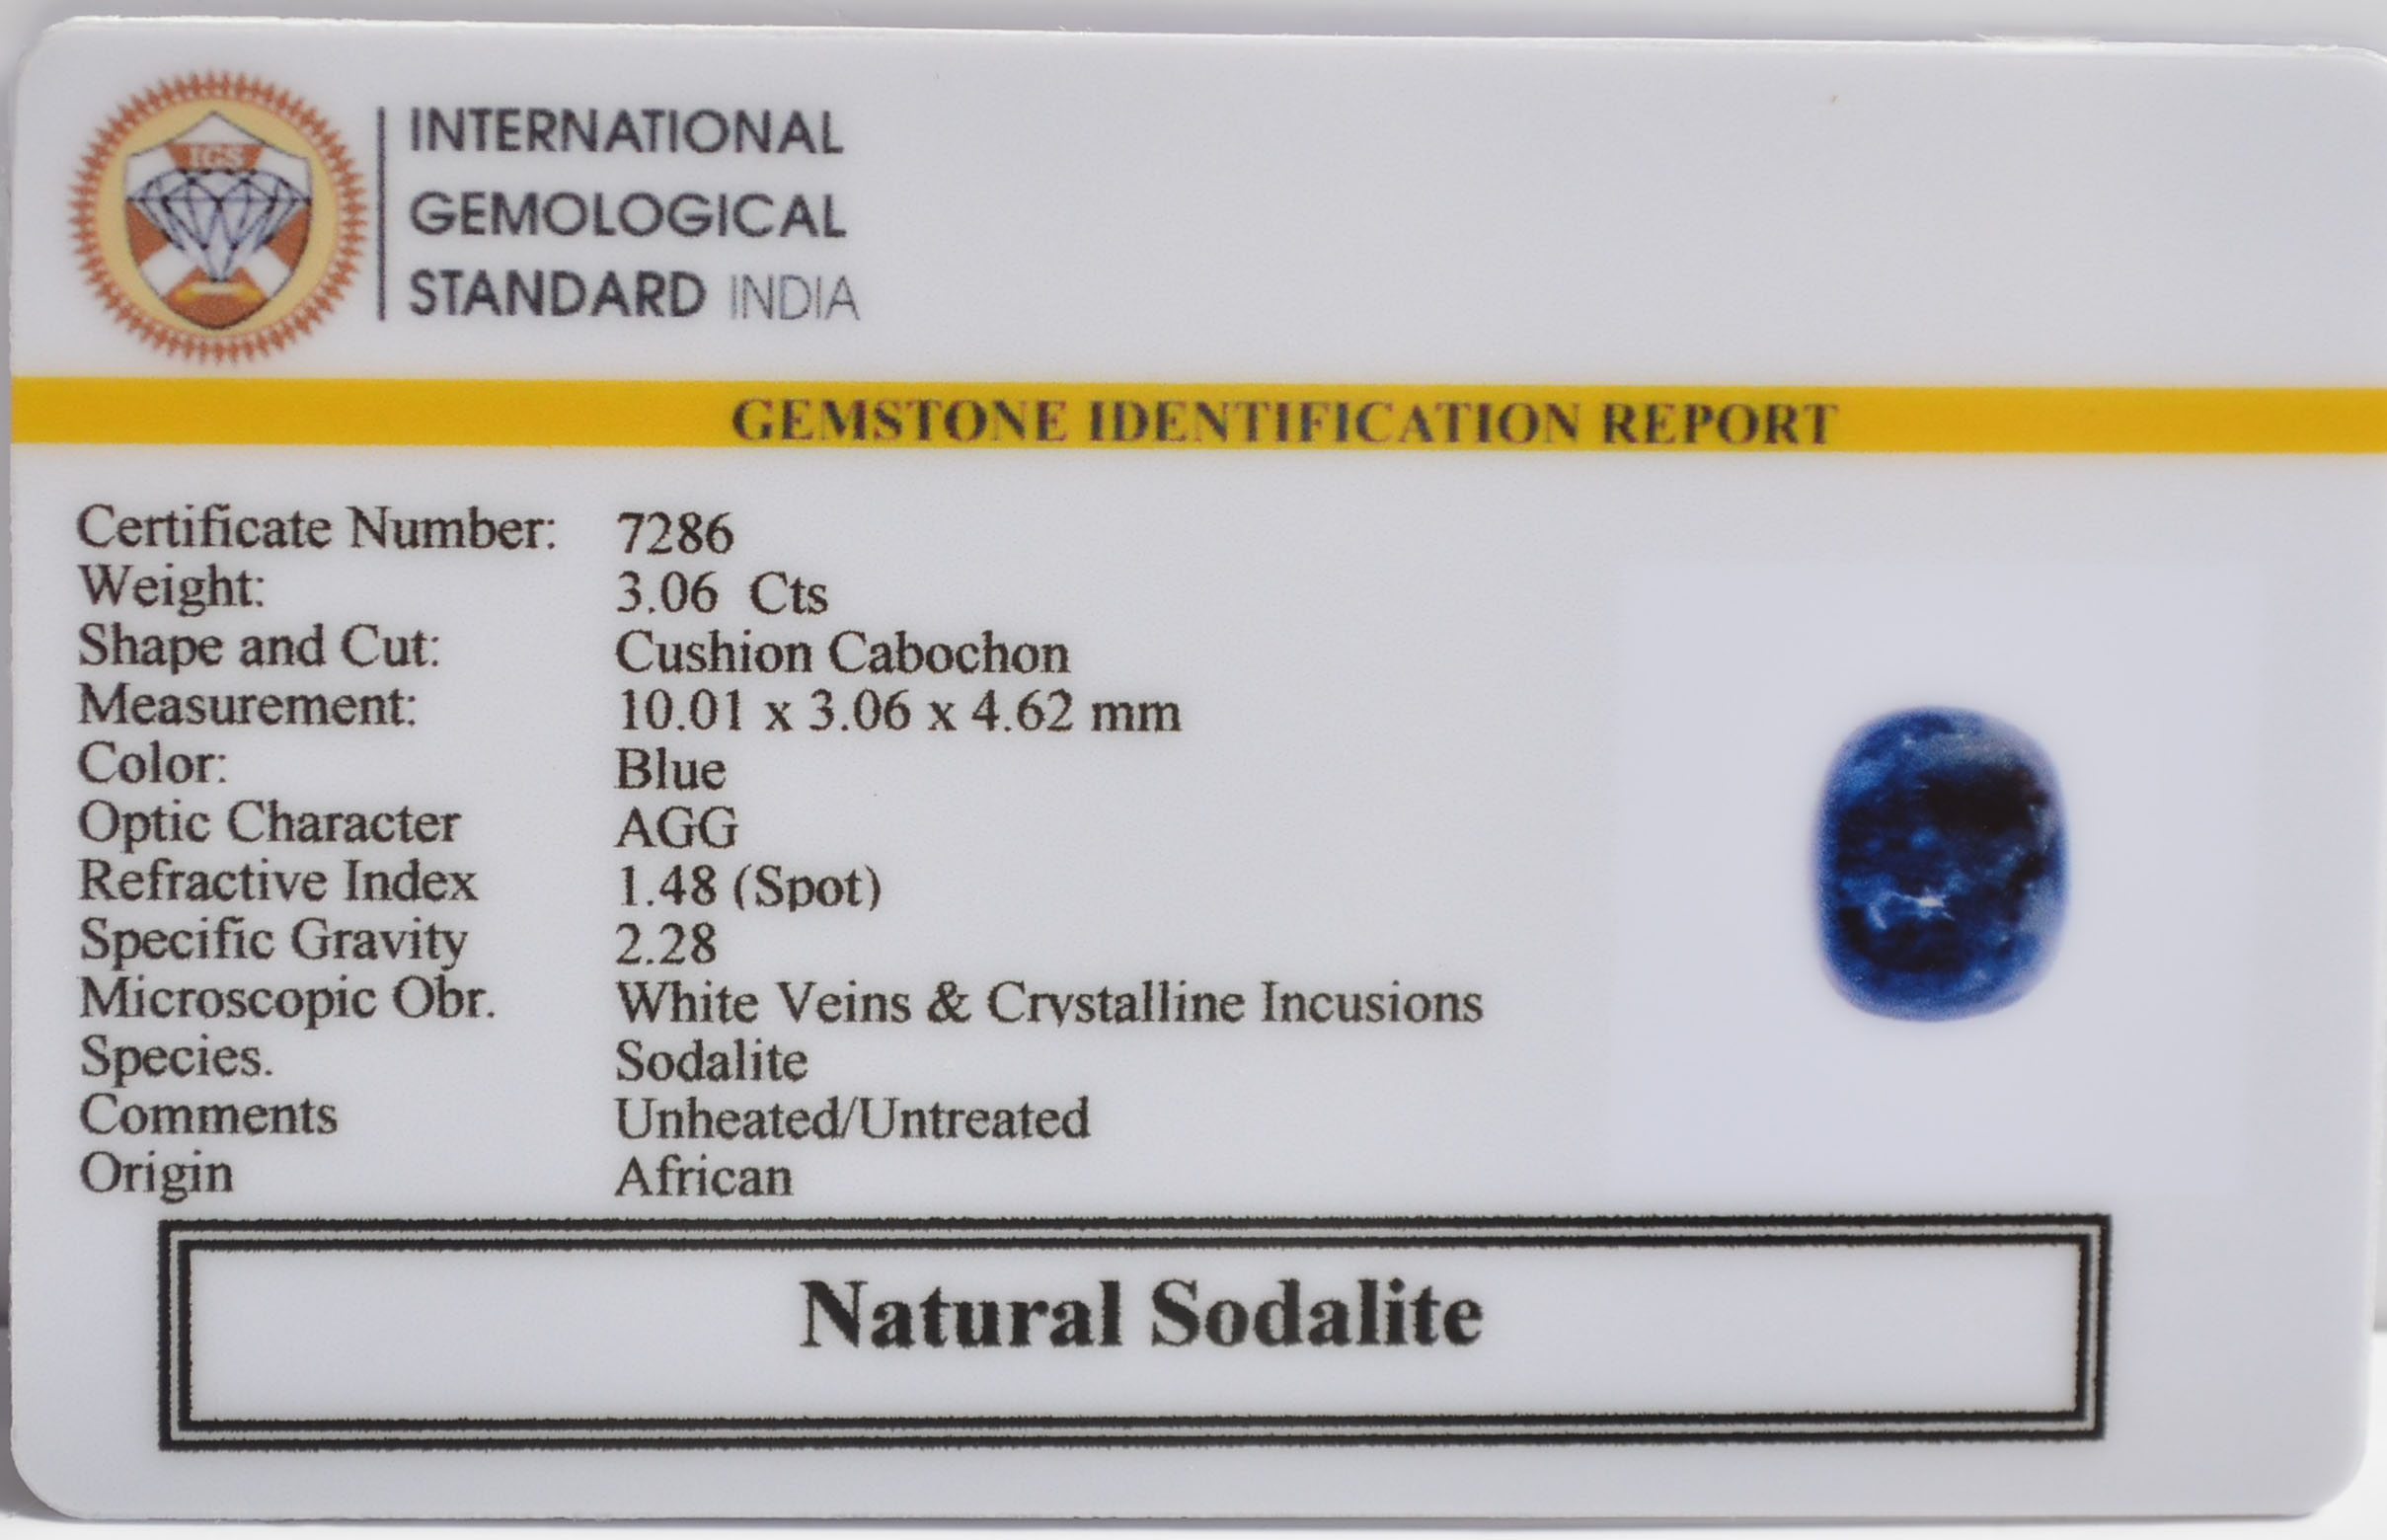 IGS
INTERNATIONAL
GEMOLOGICAL
STANDARD INDIA
GEMSTONE IDENTIFICATION REPORT
Certificate Number: 7286
Weight: 3.06 Cts
Shape and Cut: Cushion Cabochon
Measurement: 10.01 x 3.06 x 4.62 mm
Color: Blue
Optic Character AGG
Refractive Index 1.48 (Spot)
Specific Gravity 2.28
Microscopic Obr. White Veins & Crystalline Incusions
Species. Sodalite
Comments Unheated/Untreated
Origin African
Natural Sodalite